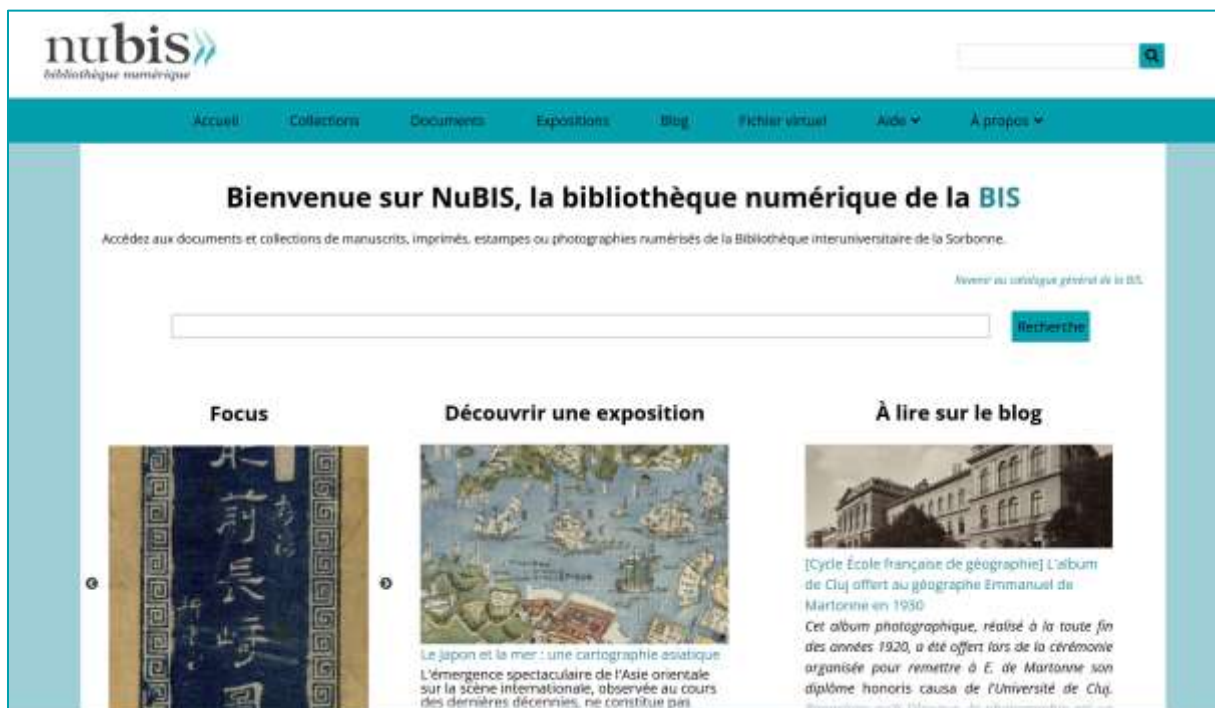 nubis
bibliothèque numérique
Accueil Collections Documents Expositions Blog Fichier virtuel Aide À propos
Bienvenue sur NuBIS, la bibliothèque numérique de la BIS
Accédez aux documents et collections de manuscrits, imprimés, estampes ou photographies numérisés de la Bibliothèque interuniversitaire de la Sorbonne.
Revenir au catalogue général de la BIS.
Recherche
Focus
前長崎圖
Découvrir une exposition
Le Japon et la mer : une cartographie asiatique
L'émergence spectaculaire de l'Asie orientale
sur la scène internationale, observée au cours
des dernières décennies, ne constitue pas
À lire sur le blog
[Cycle École française de géographie] L'album
de Cluj offert au géographe Emmanuel de
Martonne en 1930
Cet album photographique, réalisé à la toute fin
des années 1920, a été offert lors de la cérémonie
organisée pour remettre à E. de Martonne son
diplôme honoris causa de l'Université de Cluj.